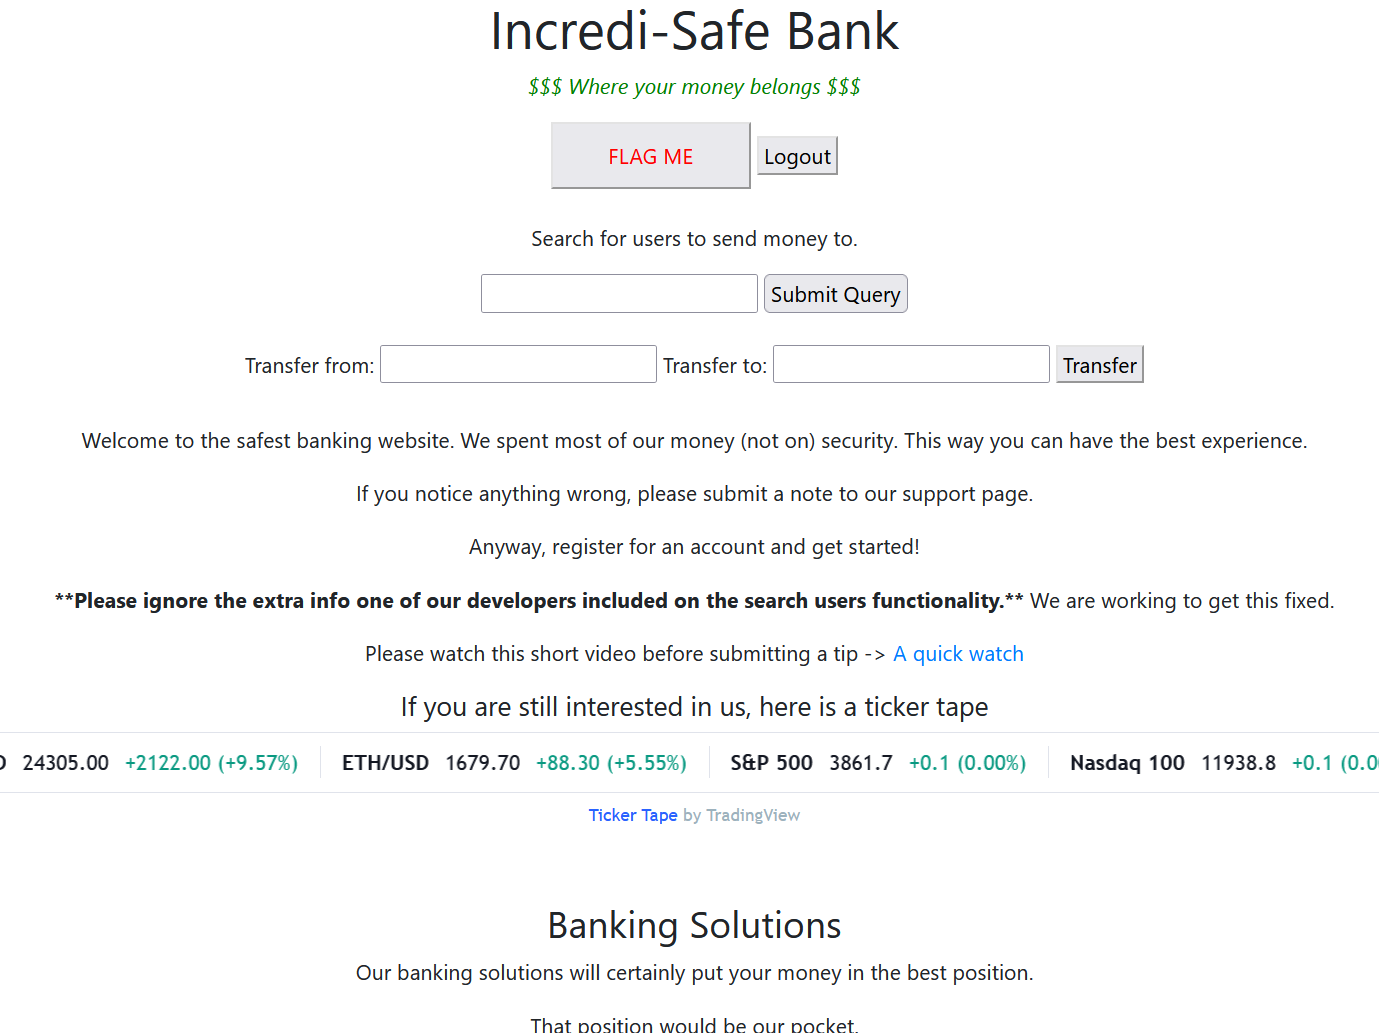 Incredi-Safe Bank
$$$ Where your money belongs $$$
FLAG ME Logout
Search for users to send money to.
Submit Query
Transfer from: Transfer to: Transfer
Welcome to the safest banking website. We spent most of our money (not on) security. This way you can have the best experience.
If you notice anything wrong, please submit a note to our support page.
Anyway, register for an account and get started!
**Please ignore the extra info one of our developers included on the search users functionality.** We are working to get this fixed.
Please watch this short video before submitting a tip -> A quick watch
If you are still interested in us, here is a ticker tape
24305.00 +2122.00 (+9.57%) ETH/USD 1679.70 +88.30 (+5.55%) S&P 500 3861.7 +0.1 (0.00%) Nasdaq 100 11938.8 +0.1 (0.0
Ticker Tape by TradingView
Banking Solutions
Our banking solutions will certainly put your money in the best position.
That position would be our pocket.